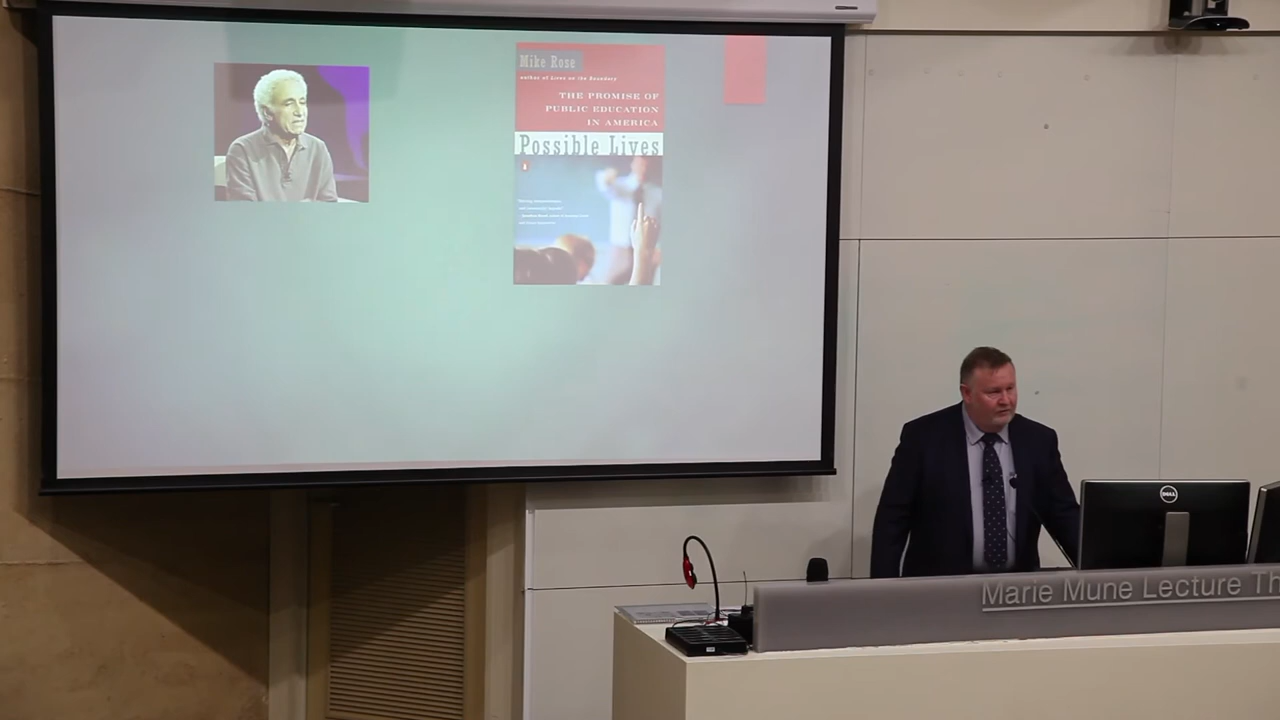 Mike Rose
author of Lives on the Boundary
THE PROMISE OF
PUBLIC EDUCATION
IN AMERICA
Possible Lives
DELL
Marie Mune Lecture Th